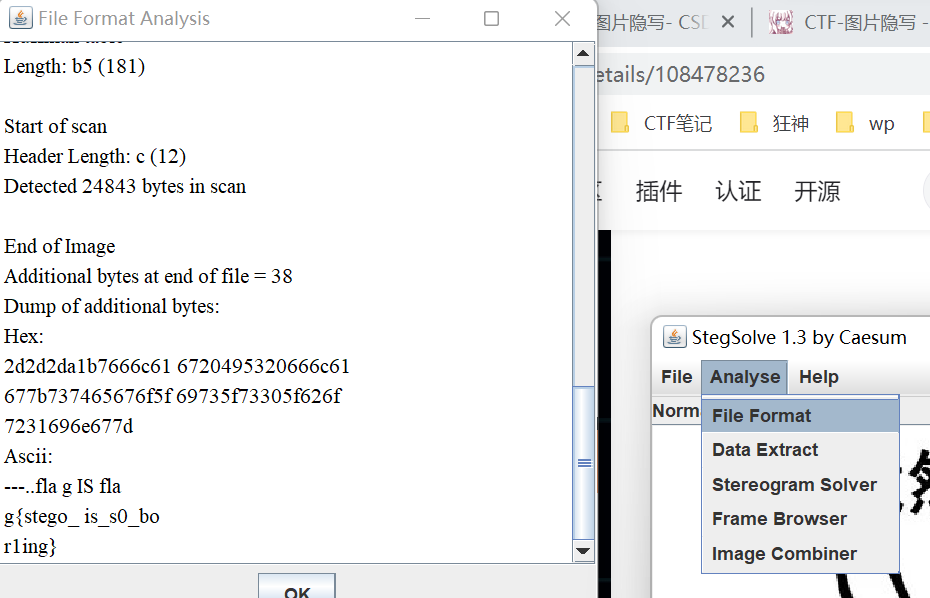 File Format Analysis
Length: b5 (181)
Start of scan
Header Length: c (12)
Detected 24843 bytes in scan
End of Image
Additional bytes at end of file = 38
Dump of additional bytes:
Hex:
2d2d2da1b7666c61 6720495320666c61
677b737465676f5f 69735f73305f626f
7231696e677d
Ascii:
---..fla g IS fla
g{stego_ is_s0_bo
r1ing}
OK
图片隐写- CSD
CTF-图片隐写 -
etails/108478236
CTF笔记 狂神 wp
插件 认证 开源
StegSolve 1.3 by Caesum
File Analyse Help
Norma
File Format
Data Extract
Stereogram Solver
Frame Browser
Image Combiner